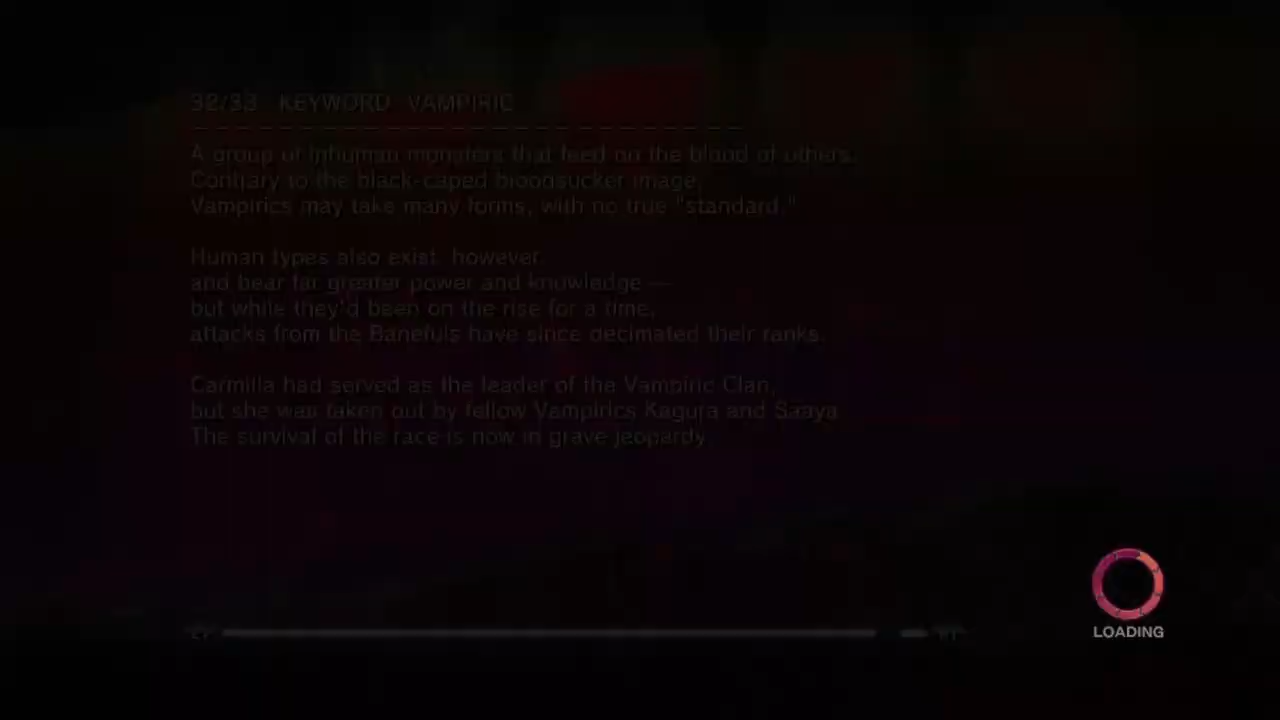 32/33 KEYWORD VAMPIRIC
A group of inhuman monsters that feed on the blood of others.
Contrary to the black-caped bloodsucker image,
Vampirics may take many forms, with no true "standard."
Human types also exist, however,
and bear far greater power and knowledge —
but while they'd been on the rise for a time,
attacks from the Banefuls have since decimated their ranks.
Carmilla had served as the leader of the Vampiric Clan,
but she was taken out by fellow Vampirics Kagura and Saaya.
The survival of the race is now in grave jeopardy.
LOADING